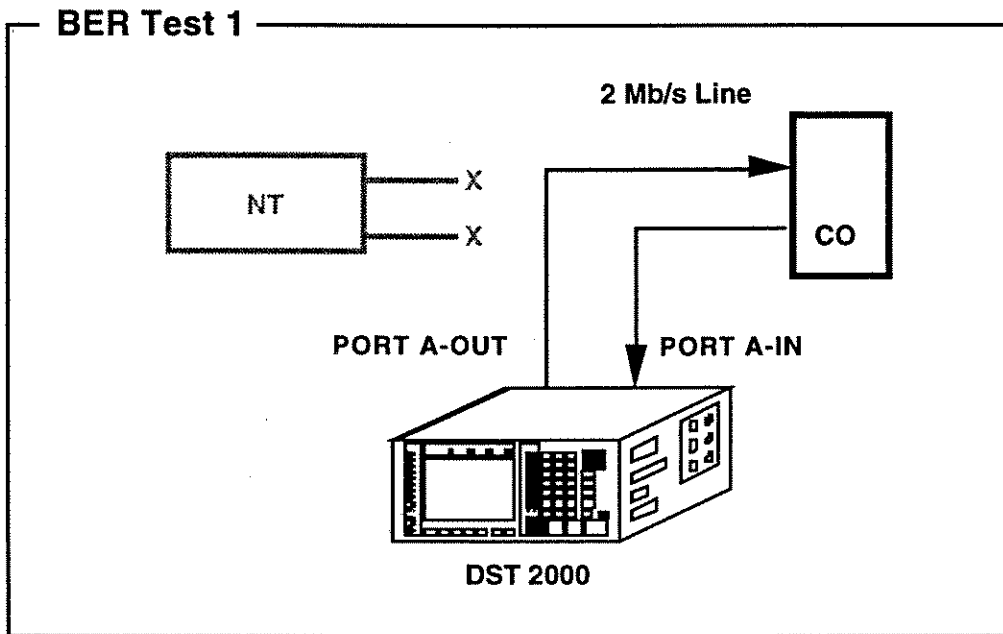 BER Test 1
2 Mb/s Line
NT
X
X
CO
PORT A-OUT
PORT A-IN
DST 2000